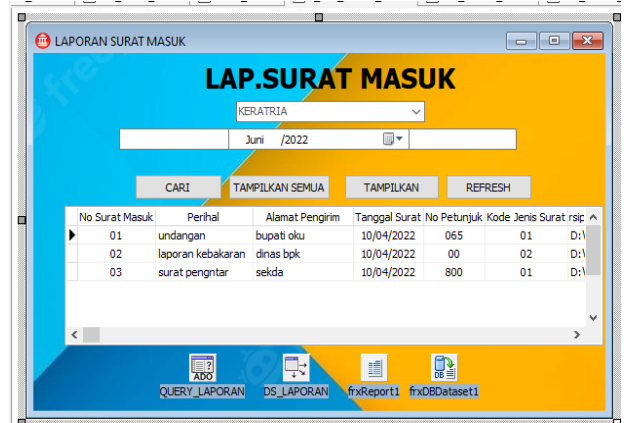 LAPORAN SURAT MASUK
LAP.SURAT MASUK
KERATRIA
Juni /2022
CARI TAMPILKAN SEMUA TAMPILKAN REFRESH
No Surat Masuk Perihal Alamat Pengirim Tanggal Surat No Petunjuk Kode Jenis Surat rsip
01 undangan bupati oku 10/04/2022 065 01 D:\
02 laporan kebakaran dinas bpk 10/04/2022 00 02 D:\
03 surat pengntar sekda 10/04/2022 800 01 D:\
ADO DB
QUERY_LAPORAN DS_LAPORAN frxReport1 frxDBDataset1